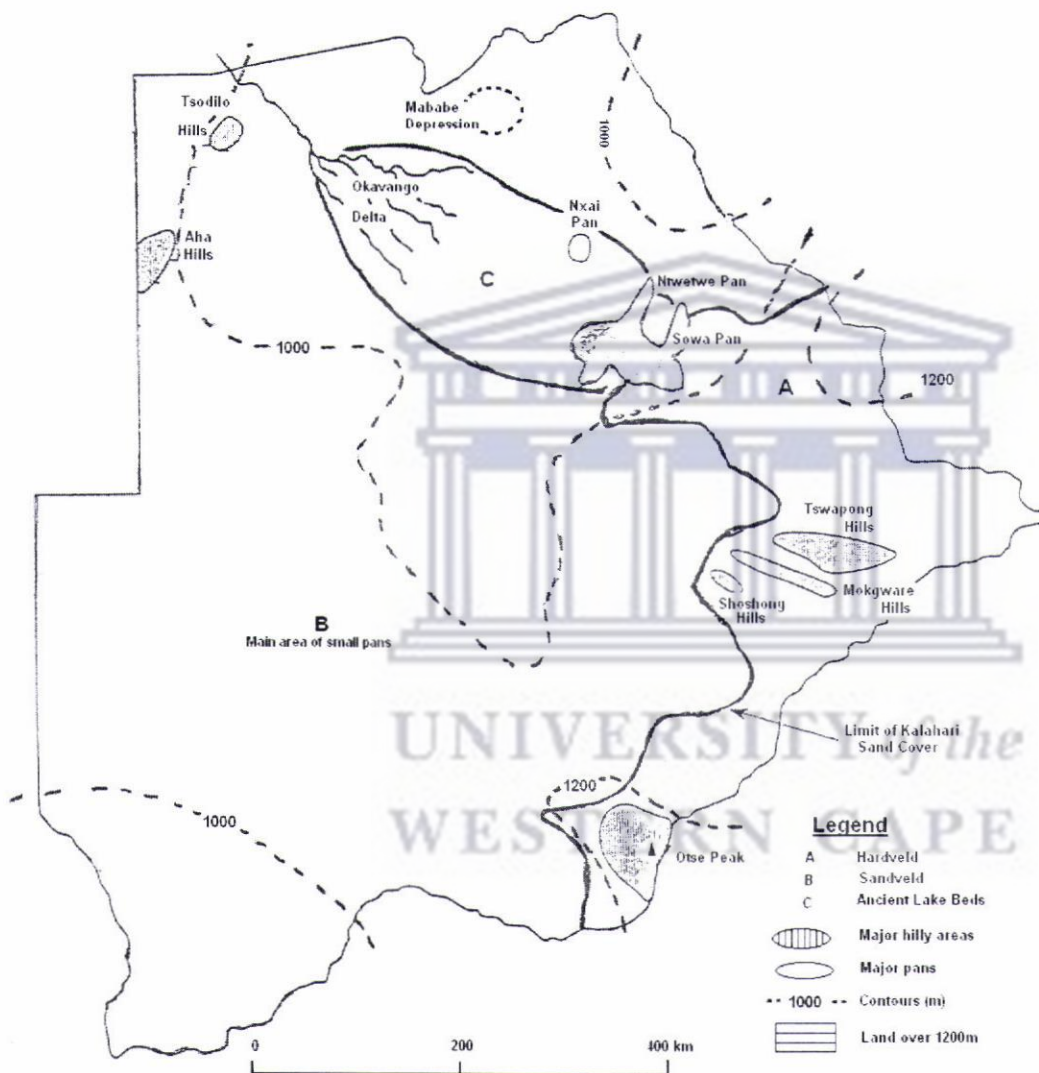 Tsodilo
Hills
Mababe
Depression
1000
Okavango
Delta
Nxai
Pan
Aha
Hills
C
Ntwetwe Pan
Sowa Pan
1000
A
1200
Tswapong
Hills
Mokgware
Hills
Shoshong
Hills
B
Main area of small pans
Limit of Kalahari
Sand Cover
UNIVERSITY of the
WESTERN CAPE
1200
1000
Otse Peak
Legend
A Hardveld
B Sandveld
C Ancient Lake Beds
Major hilly areas
Major pans
1000 Contours (m)
Land over 1200m
0 200 400 km